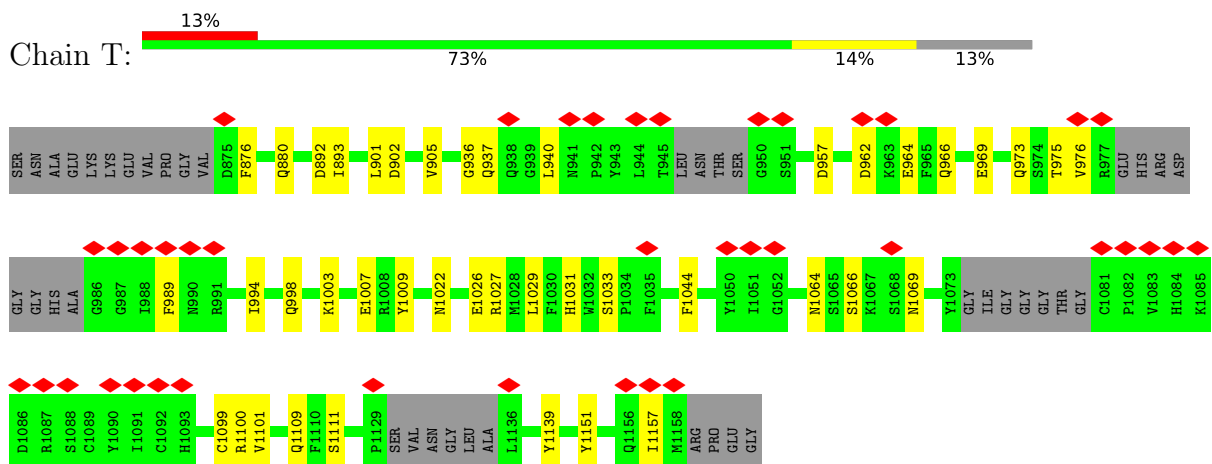 13%
Chain T:
73% 14% 13%
SER ASN ALA GLU LYS LYS GLU VAL PRO GLY VAL D875 F876 Q880 D892 I893 L901 D902 V905 G936 Q937 Q938 G939 L940 N941 P942 Y943 L944 T945 LEU ASN THR SER G950 S951 D957 D962 K963 E964 F965 Q966 E969 Q973 S974 T975 V976 R977 GLU HIS ARG ASP
GLY GLY HIS ALA G986 G987 I988 F989 N990 R991 I994 Q998 K1003 E1007 R1008 Y1009 N1022 E1026 R1027 M1028 L1029 F1030 H1031 W1032 S1033 P1034 F1035 F1044 Y1050 I1051 G1052 N1064 S1065 S1066 K1067 S1068 N1069 Y1073 GLY ILE GLY GLY GLY THR GLY C1081 P1082 V1083 H1084 K1085
D1086 R1087 S1088 C1089 Y1090 I1091 C1092 H1093 C1099 R1100 V1101 Q1109 F1110 S1111 P1129 SER VAL ASN GLY LEU ALA L1136 Y1139 Y1151 Q1156 I1157 M1158 ARG PRO GLU GLY